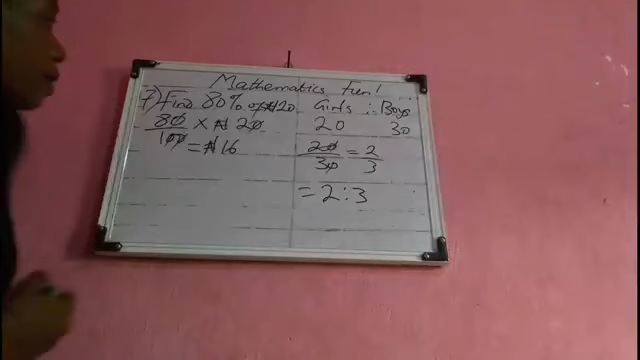 Mathematics Fun!
7) Find 80% of ₦20
80/100 × ₦20
= ₦16
Girls : Boys
20 30
20/30 = 2/3
= 2:3